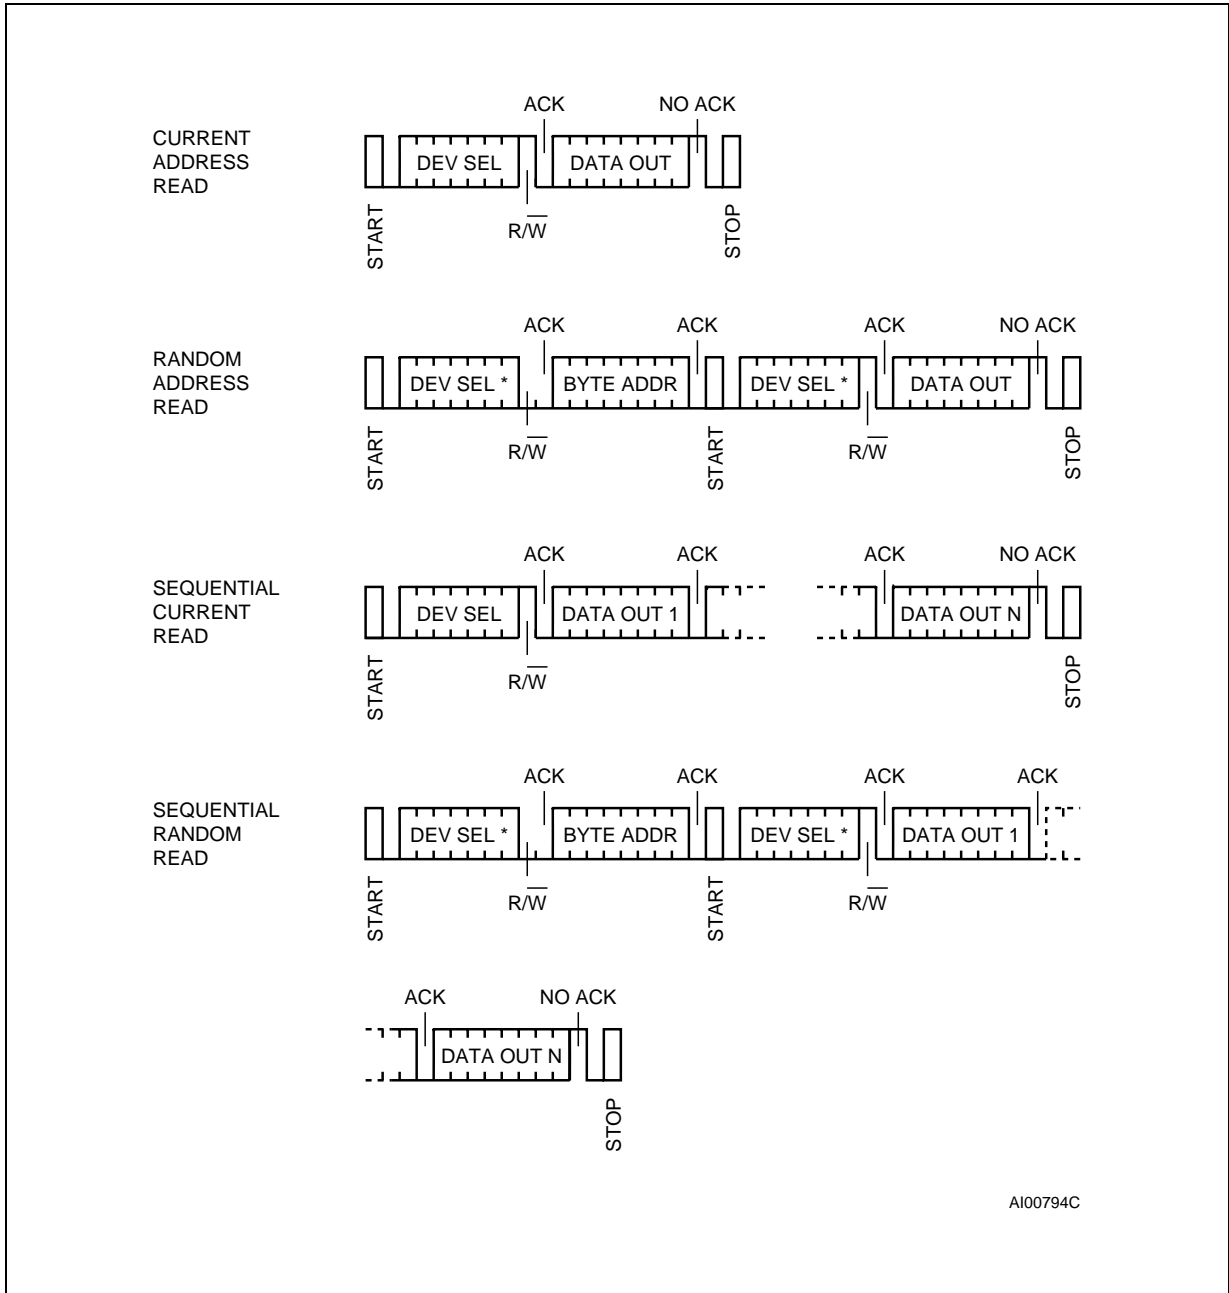 ACK NO ACK
CURRENT
ADDRESS
READ
DEV SEL DATA OUT
R/W
START STOP
ACK ACK ACK NO ACK
RANDOM
ADDRESS
READ
DEV SEL * BYTE ADDR DEV SEL * DATA OUT
R/W R/W
START START STOP
ACK ACK ACK NO ACK
SEQUENTIAL
CURRENT
READ
DEV SEL DATA OUT 1 DATA OUT N
R/W
START STOP
ACK ACK ACK ACK
SEQUENTIAL
RANDOM
READ
DEV SEL * BYTE ADDR DEV SEL * DATA OUT 1
R/W R/W
START START
ACK NO ACK
DATA OUT N
STOP
AI00794C